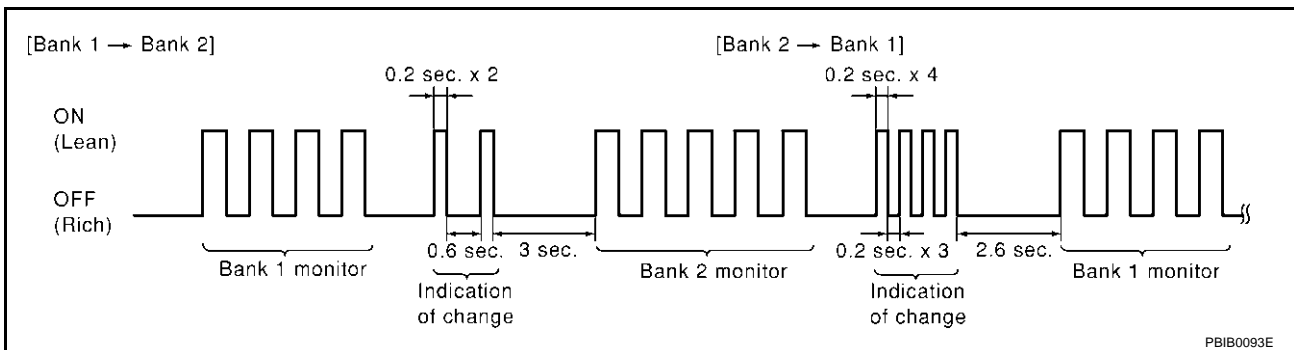 [Bank 1 → Bank 2]
[Bank 2 → Bank 1]
0.2 sec. x 2
0.2 sec. x 4
ON
(Lean)
OFF
(Rich)
0.6 sec.
3 sec.
0.2 sec. x 3
2.6 sec.
Bank 1 monitor
Indication
of change
Bank 2 monitor
Indication
of change
Bank 1 monitor
PBIB0093E